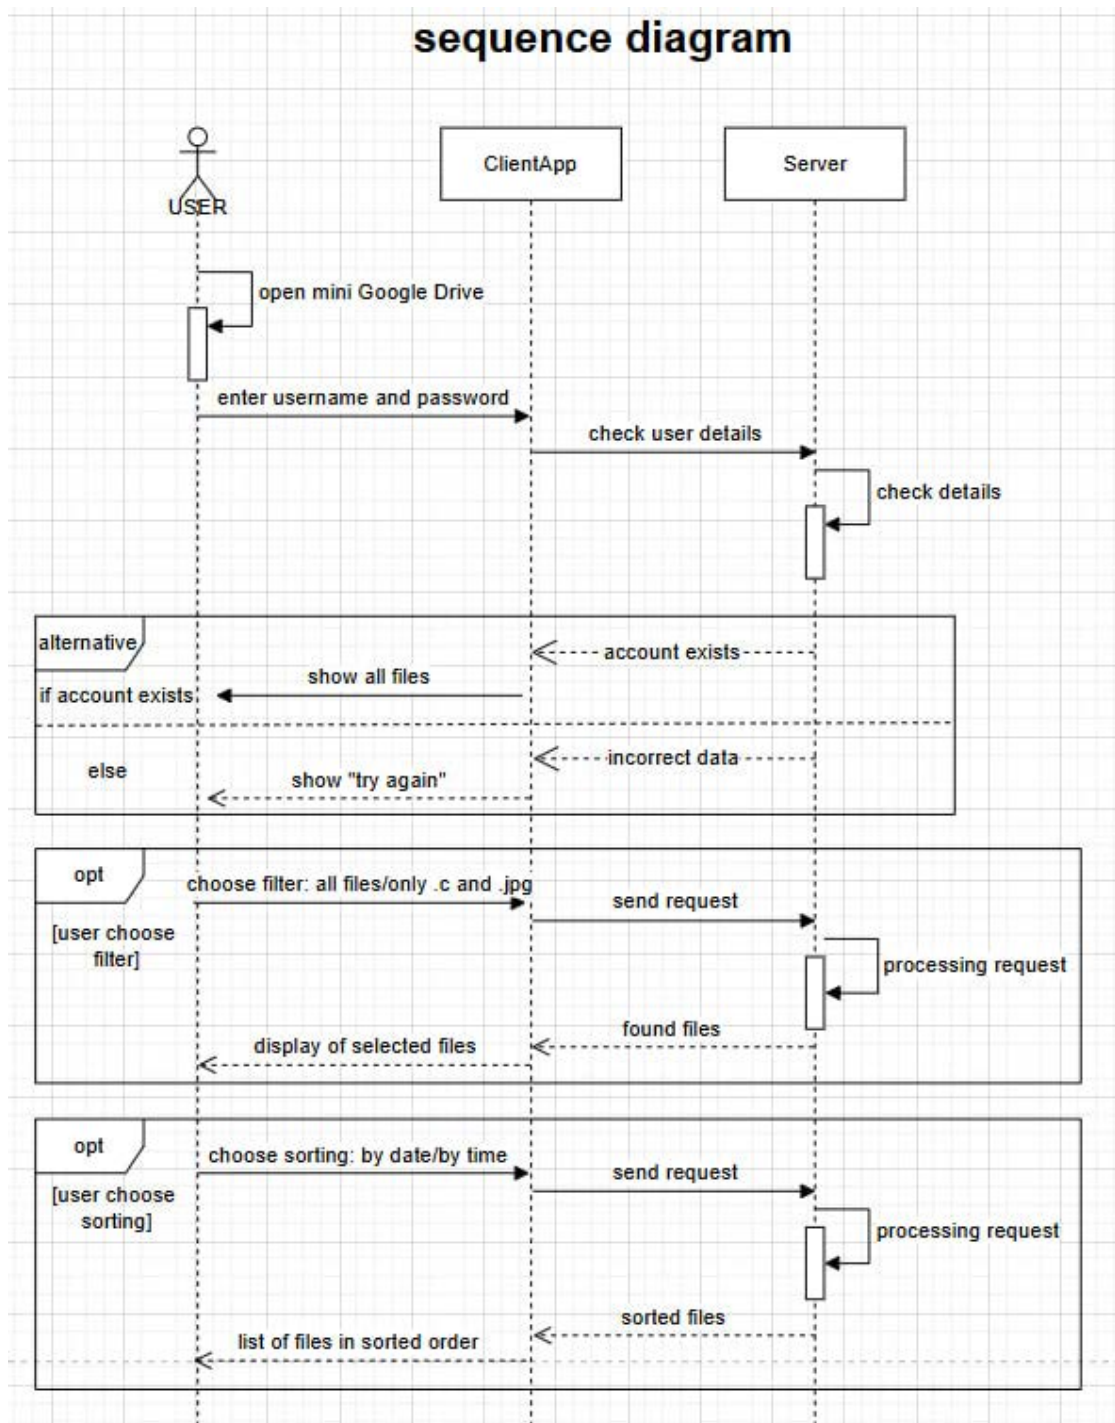 sequence diagram
ClientApp
Server
USER
open mini Google Drive
enter username and password
check user details
check details
alternative
account exists
show all files
if account exists
incorrect data
else
show "try again"
opt
choose filter: all files/only .c and .jpg
send request
[user choose
filter]
processing request
found files
display of selected files
opt
choose sorting: by date/by time
send request
[user choose
sorting]
processing request
sorted files
list of files in sorted order